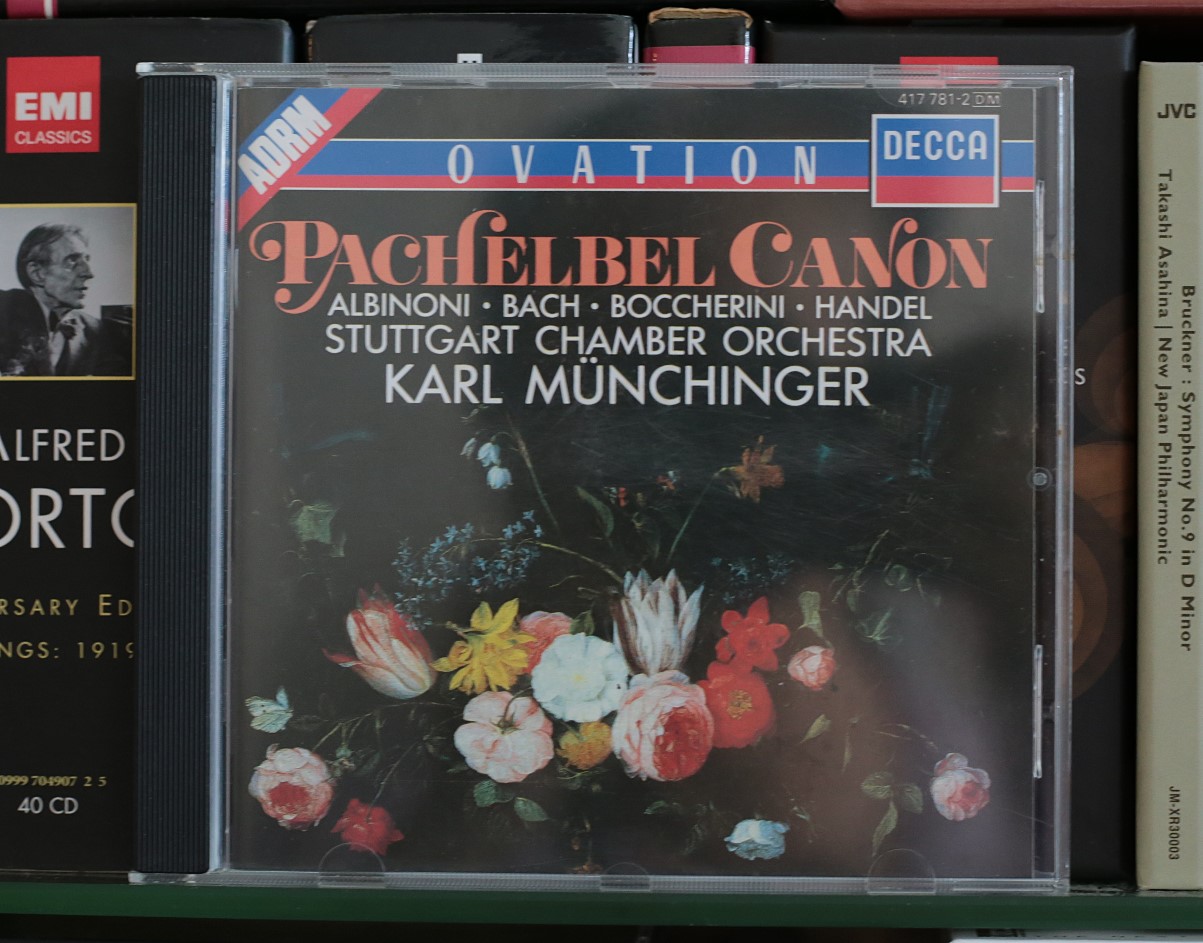 EMI
CLASSICS
ALFRED
RSARY ED
NGS: 1919
0999 704907 2 5
40 CD
417 781-2 DM
ADRM
OVATION
DECCA
PACHELBEL CANON
ALBINONI · BACH · BOCCHERINI · HANDEL
STUTTGART CHAMBER ORCHESTRA
KARL MÜNCHINGER
JVC
Bruckner : Symphony No.9 in D Minor
Takashi Asahina | New Japan Philharmonic
JM-XR30003